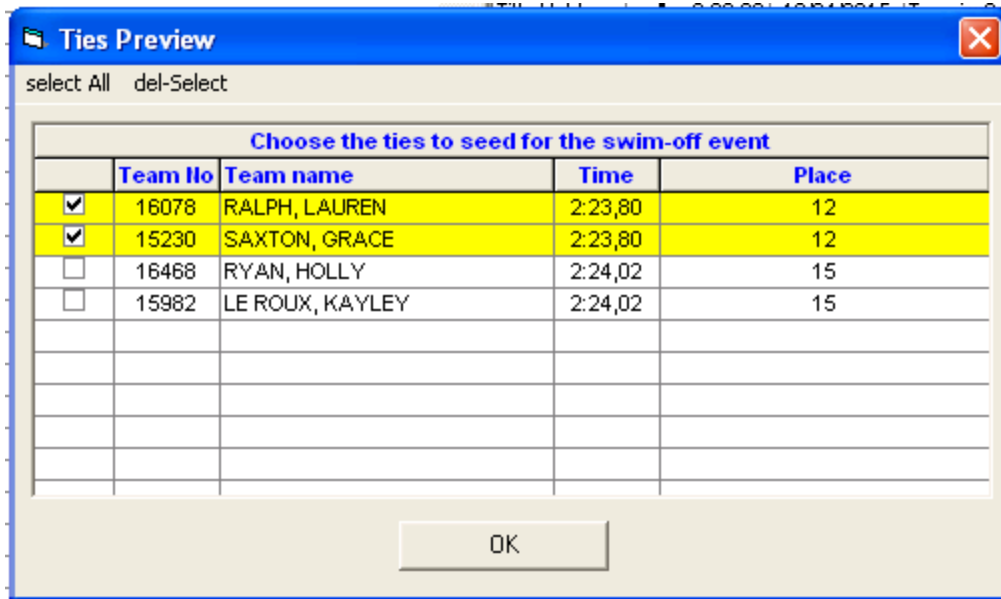 Ties Preview
select All del-Select
Choose the ties to seed for the swim-off event
Team No Team name Time Place
16078 RALPH, LAUREN 2:23,80 12
15230 SAXTON, GRACE 2:23,80 12
16468 RYAN, HOLLY 2:24,02 15
15982 LE ROUX, KAYLEY 2:24,02 15
OK